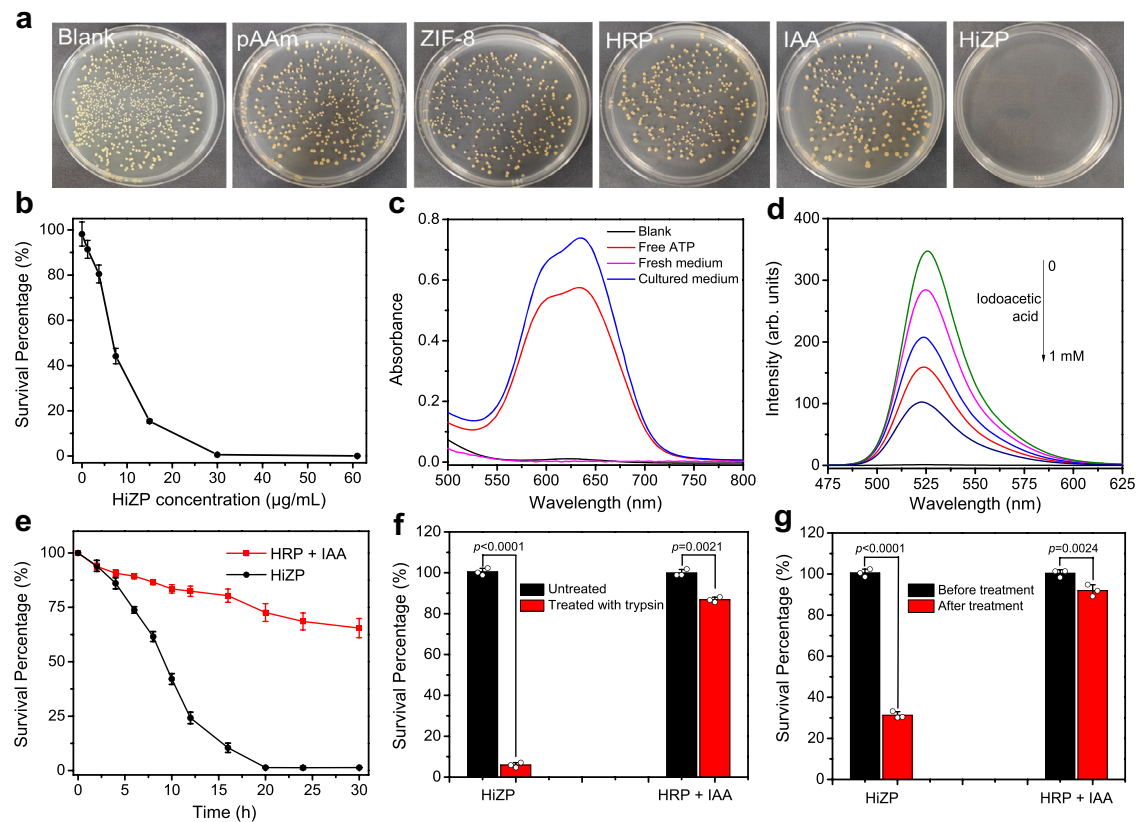 a
Blank
pAAm
ZIF-8
HRP
IAA
HiZP
b
Survival Percentage (%)
100
80
60
40
20
0
0 10 20 30 40 50 60
HiZP concentration (µg/mL)
c
Absorbance
0.8
0.6
0.4
0.2
0.0
Blank
Free ATP
Fresh medium
Cultured medium
500 550 600 650 700 750 800
Wavelength (nm)
d
Intensity (arb. units)
400
300
200
100
0
0
Iodoacetic
acid
1 mM
475 500 525 550 575 600 625
Wavelength (nm)
e
Survival Percentage (%)
100
75
50
25
0
HRP + IAA
HiZP
0 5 10 15 20 25 30
Time (h)
f
Survival Percentage (%)
120
100
80
60
40
20
0
p<0.0001
p=0.0021
Untreated
Treated with trypsin
HiZP
HRP + IAA
g
Survival Percentage (%)
120
100
80
60
40
20
0
p<0.0001
p=0.0024
Before treatment
After treatment
HiZP
HRP + IAA